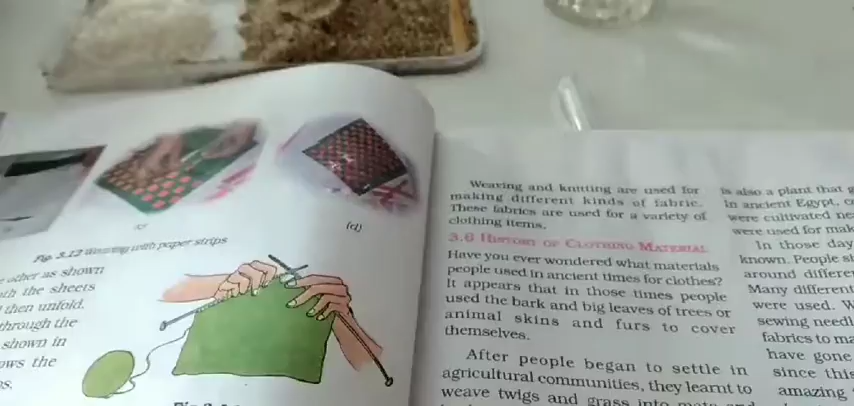 (d)
Fig. 3.12 Weaving with paper strips
other as shown
the sheets
then unfold.
through the
shown in
the
Weaving and knitting are used for
making different kinds of fabric.
These fabrics are used for a variety of
clothing items.
3.6 HISTORY OF CLOTHING MATERIAL
Have you ever wondered what materials
people used in ancient times for clothes?
It appears that in those times people
used the bark and big leaves of trees or
animal skins and furs to cover
themselves.
After people began to settle in
agricultural communities, they learnt to
weave twigs and grass into mats and
is also a plant that
In ancient Egypt,
were cultivated
were used for
In those day
known. People
around
Many different
were used. W
sewing
fabrics to
have gone
since this
amazing